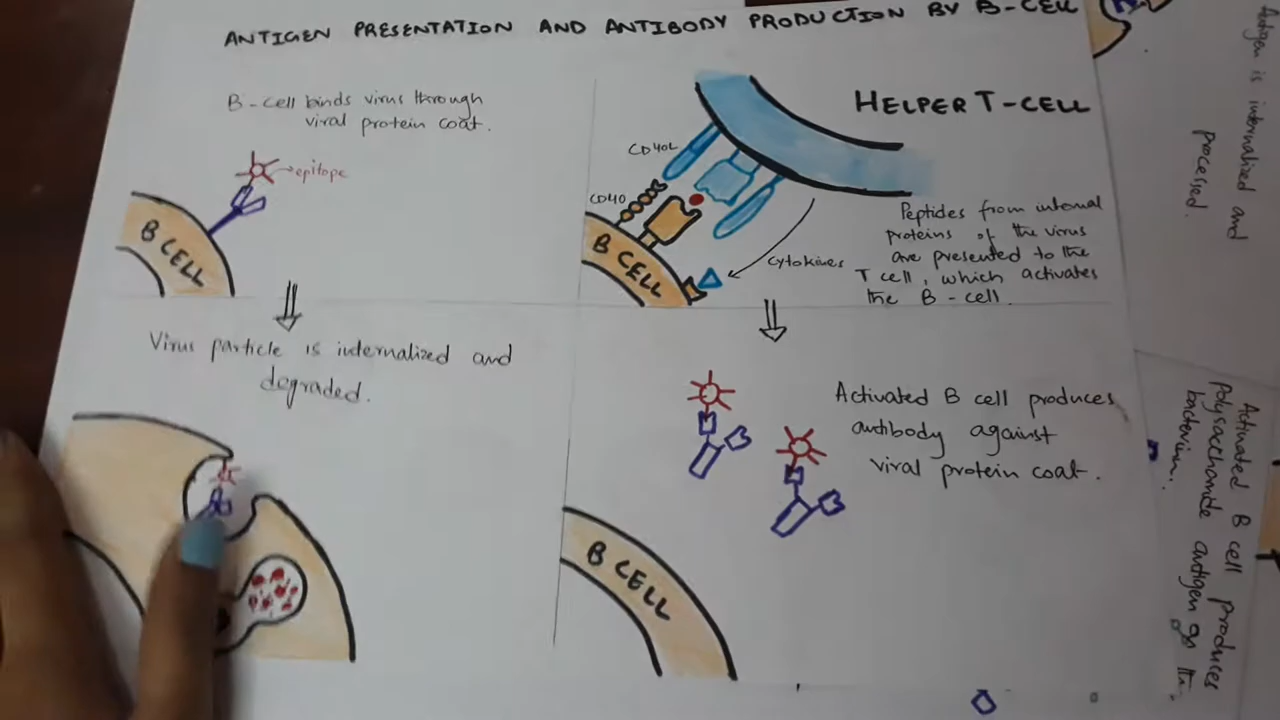 ANTIGEN PRESENTATION AND ANTIBODY PRODUCTION BY B-CELL
B-cell binds virus through
viral protein coat.
epitope
B CELL
Virus particle is internalized and
degraded.
HELPER T-CELL
CD40L
CD40
B CELL
Cytokines
Peptides from internal
proteins of the virus
are presented to the
T cell, which activates
the B-cell.
Activated B cell produces
antibody against
viral protein coat.
B CELL
Antigen is internalized and
processed.
Activated B cell produces
Polysaccharide antigen
bacterium.